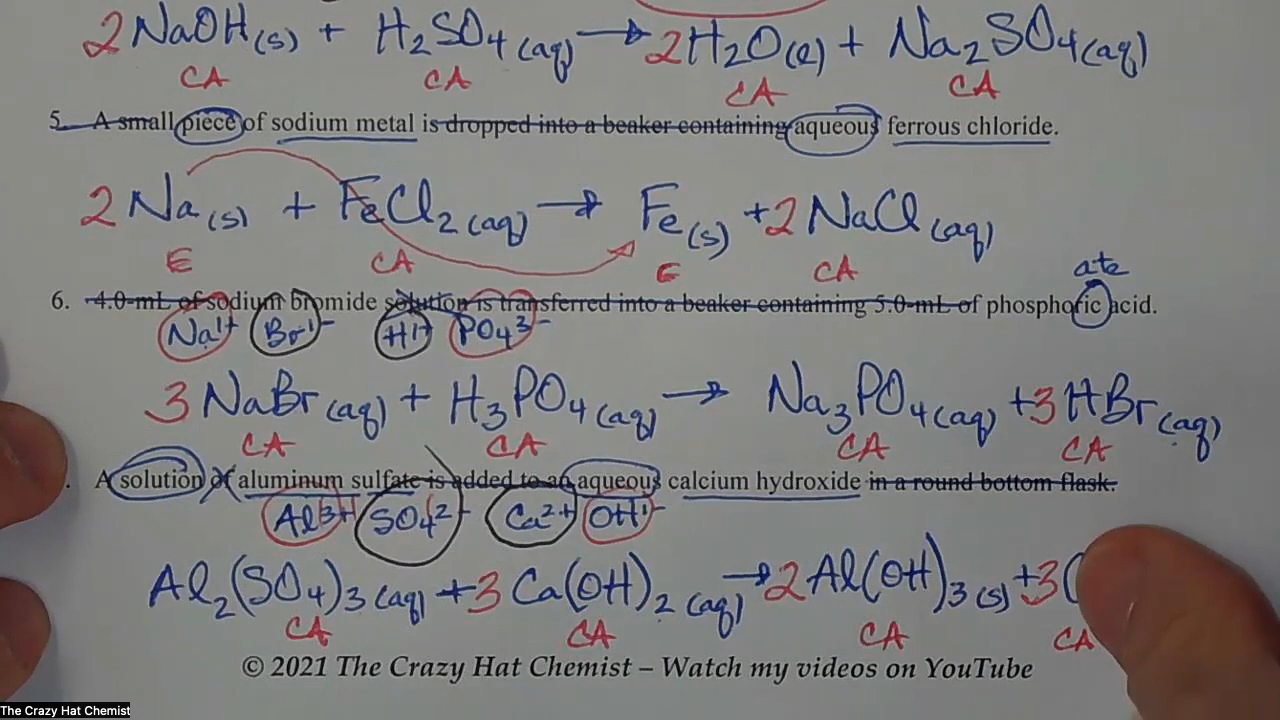 2NaOH(s) + H₂SO₄(aq) → 2H₂O(l) + Na₂SO₄(aq)
CA CA CA CA
5. A small piece of sodium metal is dropped into a beaker containing aqueous ferrous chloride.
2Na(s) + FeCl₂(aq) → Fe(s) + 2NaCl(aq)
E CA E CA
ate
6. 4.0-mL of sodium bromide solution is transferred into a beaker containing 5.0-mL of phosphoric acid.
Na¹⁺ Br¹⁻ H¹⁺ PO₄³⁻
3NaBr(aq) + H₃PO₄(aq) → Na₃PO₄(aq) + 3HBr(aq)
CA CA CA CA
. A solution of aluminum sulfate is added to an aqueous calcium hydroxide in a round bottom flask.
Al³⁺ SO₄²⁻ Ca²⁺ OH¹⁻
Al₂(SO₄)₃(aq) + 3Ca(OH)₂(aq) → 2Al(OH)₃(s) + 3C
CA CA CA CA
© 2021 The Crazy Hat Chemist – Watch my videos on YouTube
The Crazy Hat Chemist